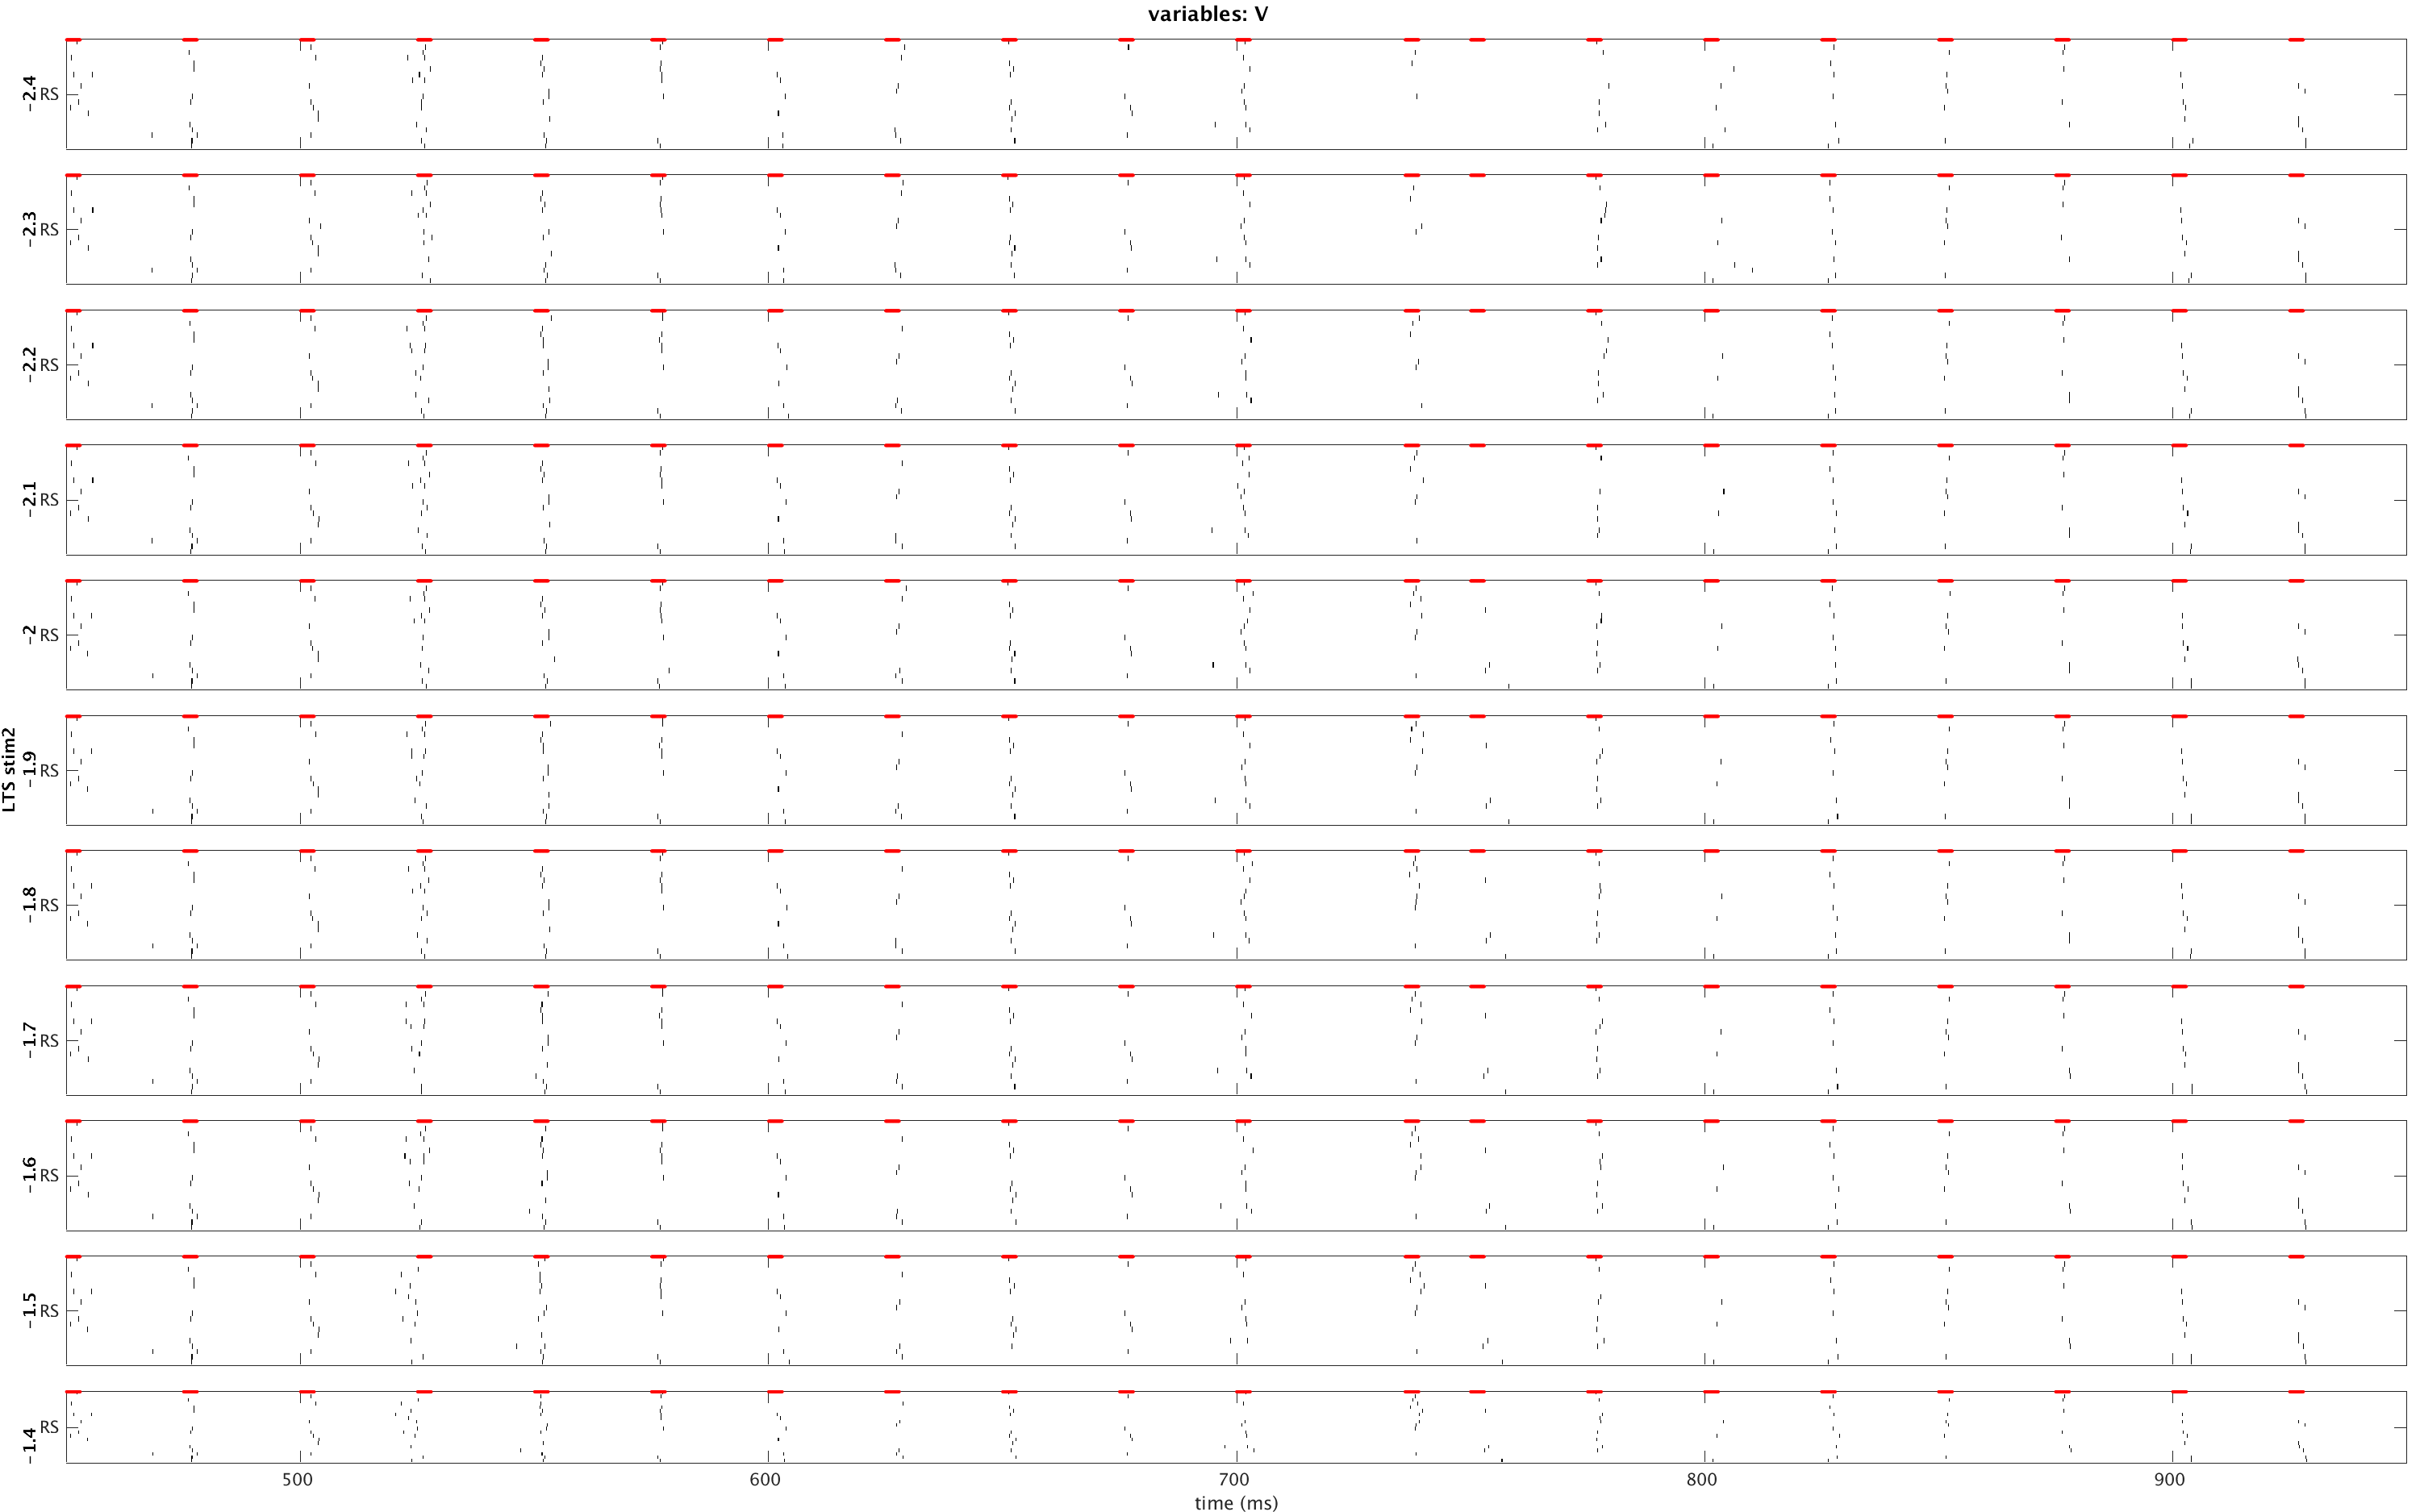 variables: V
LTS stim2
-2.4
RS
-2.3
RS
-2.2
RS
-2.1
RS
-2
RS
-1.9
RS
-1.8
RS
-1.7
RS
-1.6
RS
-1.5
RS
-1.4
RS
500 600 700 800 900
time (ms)